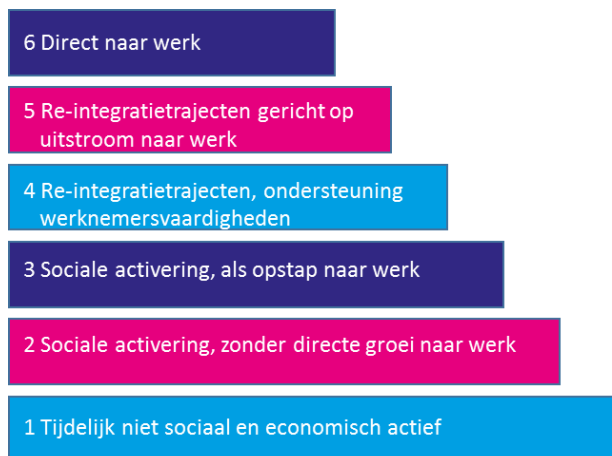 6 Direct naar werk
5 Re-integratietrajecten gericht op
uitstroom naar werk
4 Re-integratietrajecten, ondersteuning
werknemersvaardigheden
3 Sociale activering, als opstap naar werk
2 Sociale activering, zonder directe groei naar werk
1 Tijdelijk niet sociaal en economisch actief